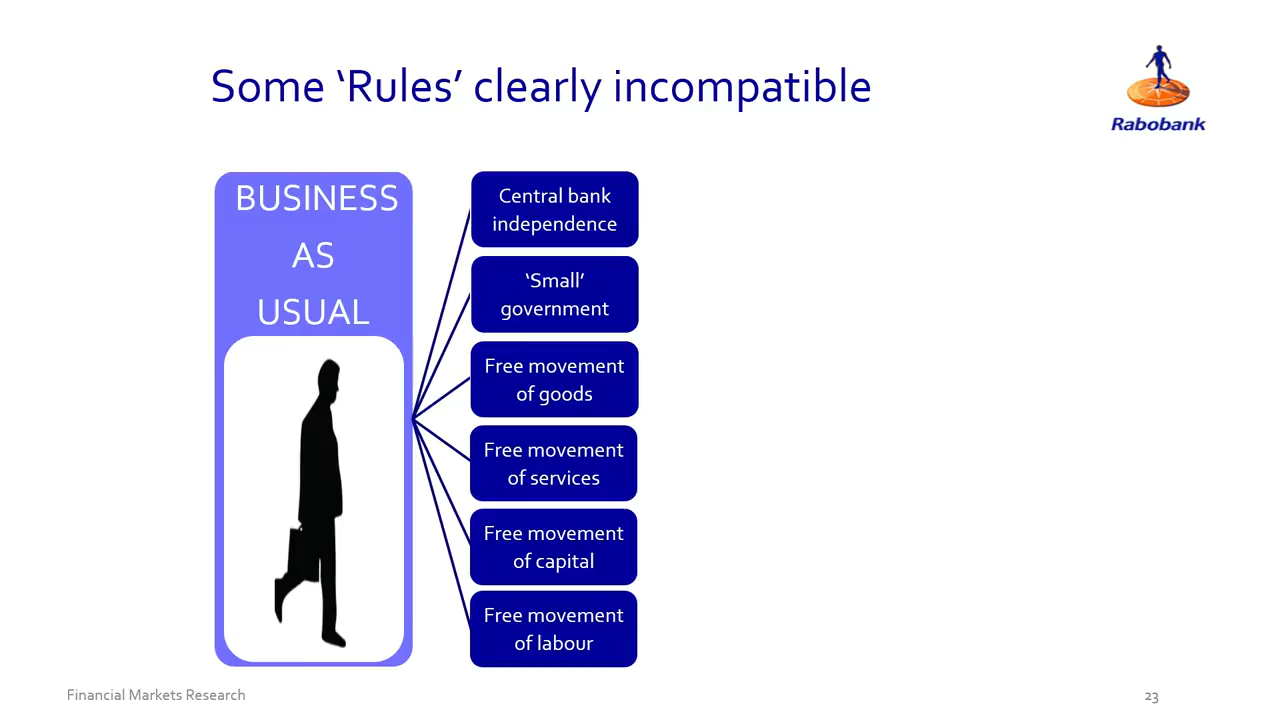 Some ‘Rules’ clearly incompatible
Rabobank
BUSINESS
AS
USUAL
Central bank
independence
‘Small’
government
Free movement
of goods
Free movement
of services
Free movement
of capital
Free movement
of labour
Financial Markets Research
23